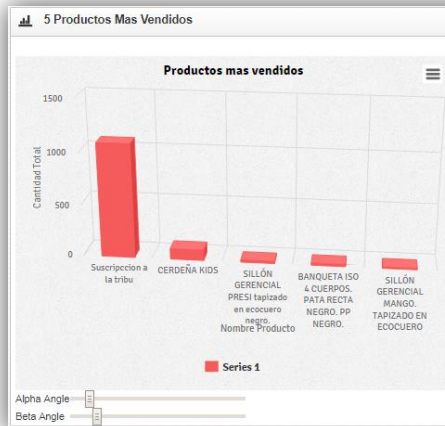 5 Productos Mas Vendidos
Productos mas vendidos
1500
1000
500
0
Cantidad Total
Suscripccion a
la tribu
CERDEÑA KIDS
SILLÓN
GERENCIAL
PRESI tapizado
en ecocuero
negro.
BANQUETA ISO
4 CUERPOS.
PATA RECTA
NEGRO. PP
NEGRO.
SILLÓN
GERENCIAL
MANGO.
TAPIZADO EN
ECOCUERO
Nombre Producto
Series 1
Alpha Angle
Beta Angle